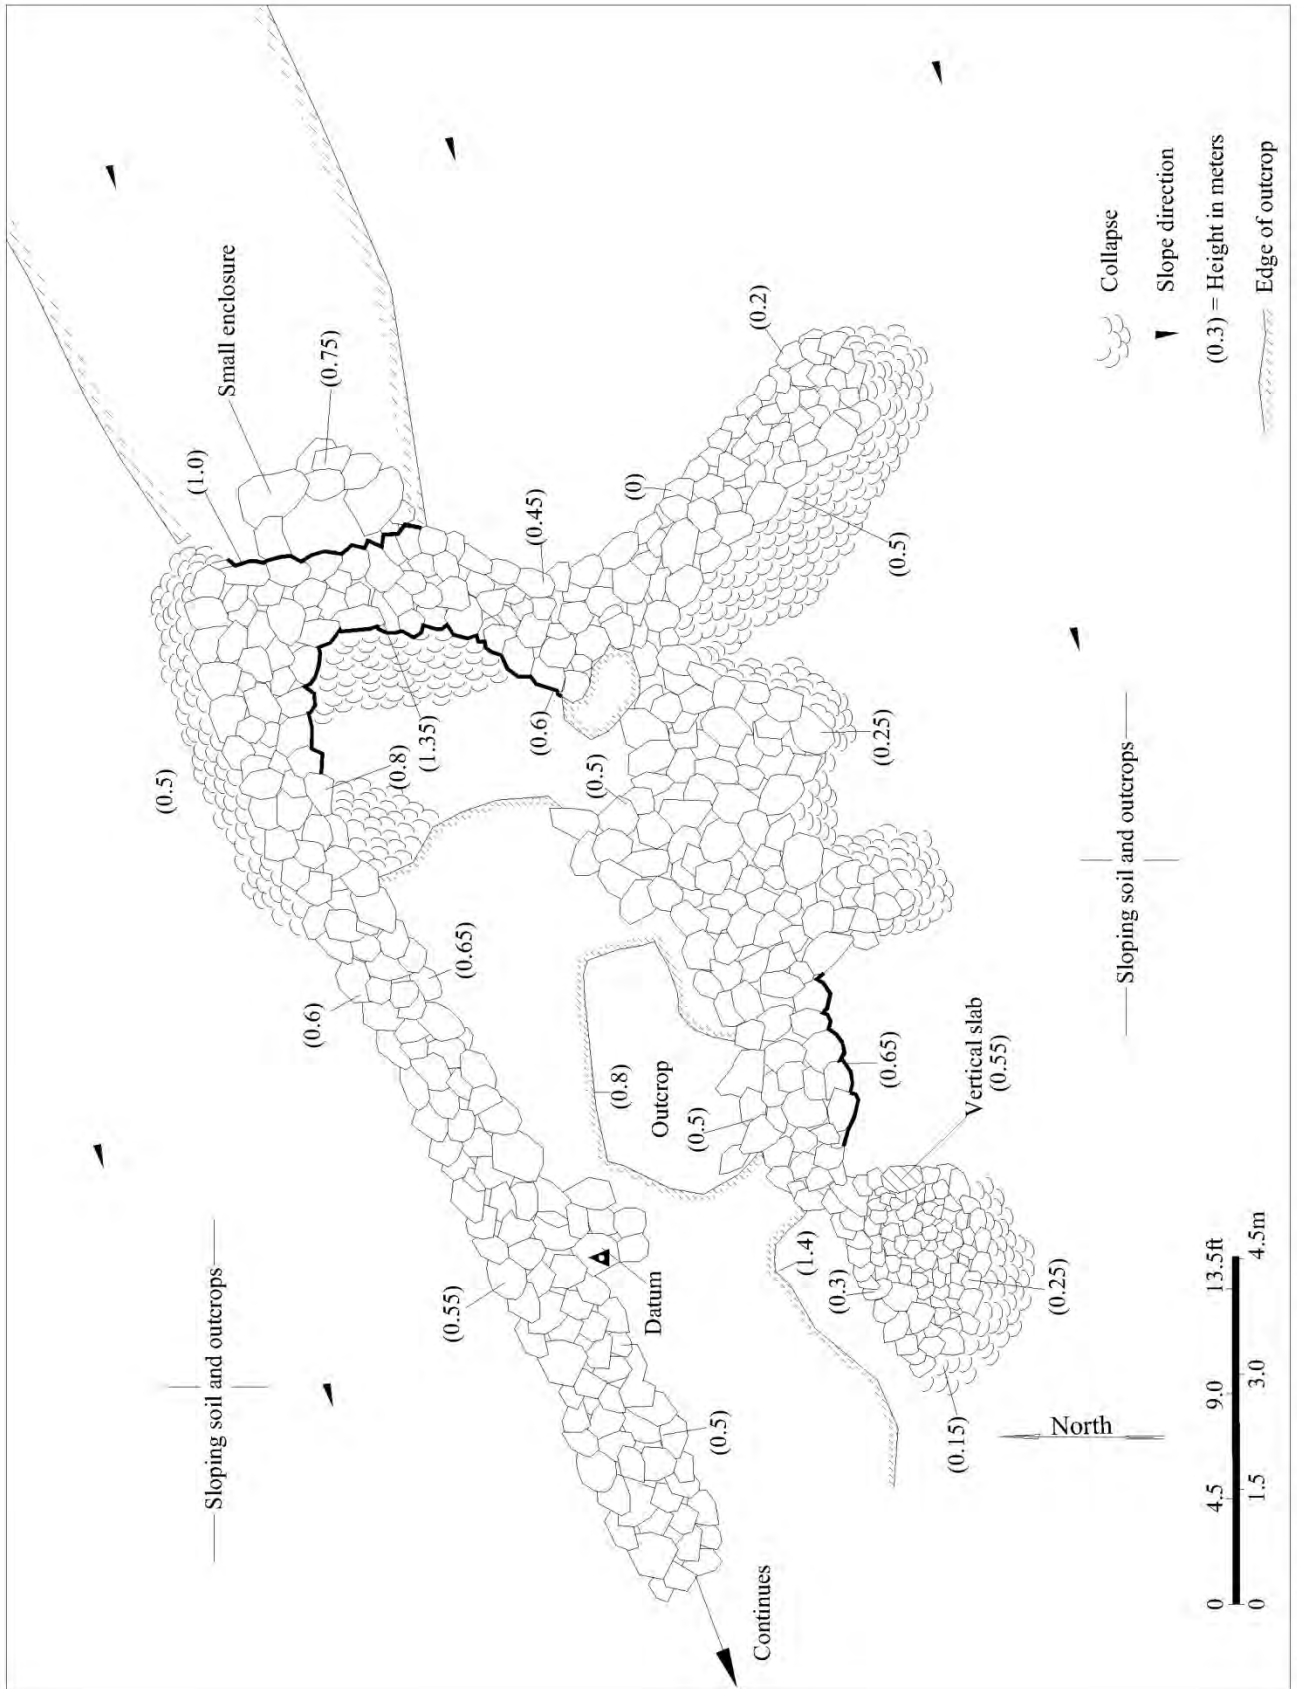 Small enclosure
(1.0)
(0.75)
(0.5)
(0.8)
(1.35)
(0.45)
(0.6)
(0)
(0.2)
(0.5)
(0.25)
(0.5)
(0.6)
(0.65)
(0.8)
Outcrop
(0.5)
(0.65)
Vertical slab
(0.55)
Sloping soil and outcrops
Sloping soil and outcrops
(0.55)
Datum
(0.5)
(1.4)
(0.3)
(0.25)
(0.15)
Continues
North
0 4.5 9.0 13.5ft
0 1.5 3.0 4.5m
Collapse
Slope direction
(0.3) = Height in meters
Edge of outcrop